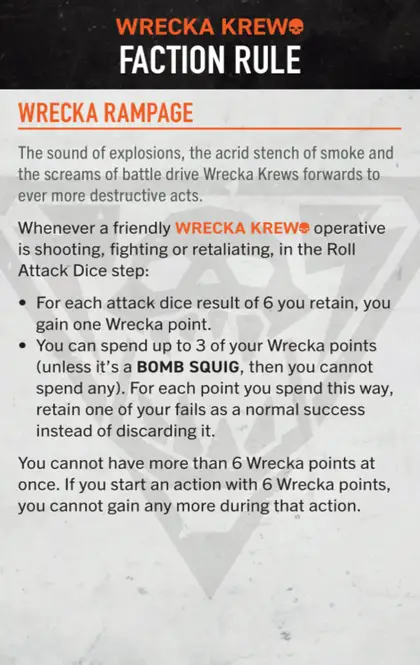 WRECKA KREW
FACTION RULE
WRECKA RAMPAGE
The sound of explosions, the acrid stench of smoke and
the screams of battle drive Wrecka Krews forwards to
ever more destructive acts.
Whenever a friendly WRECKA KREW operative
is shooting, fighting or retaliating, in the Roll
Attack Dice step:
• For each attack dice result of 6 you retain, you
gain one Wrecka point.
• You can spend up to 3 of your Wrecka points
(unless it's a BOMB SQUIG, then you cannot
spend any). For each point you spend this way,
retain one of your fails as a normal success
instead of discarding it.
You cannot have more than 6 Wrecka points at
once. If you start an action with 6 Wrecka points,
you cannot gain any more during that action.